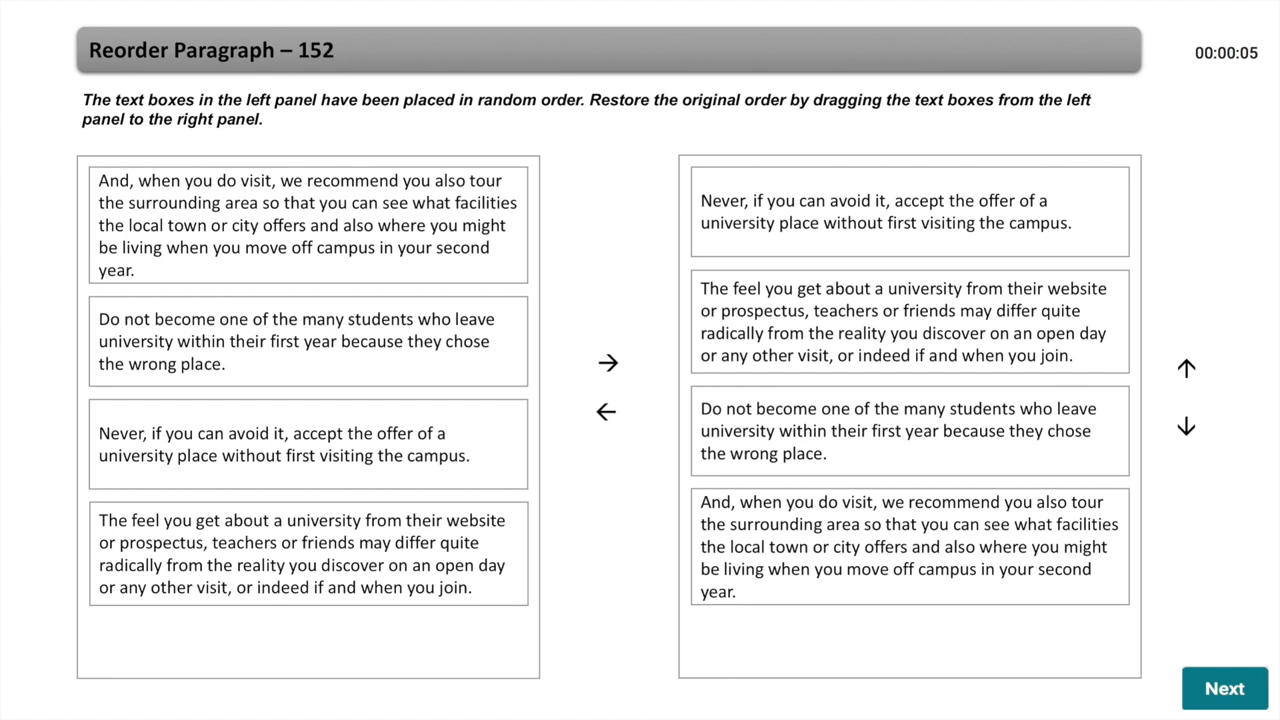 Reorder Paragraph – 152
00:00:05
The text boxes in the left panel have been placed in random order. Restore the original order by dragging the text boxes from the left
panel to the right panel.
And, when you do visit, we recommend you also tour
the surrounding area so that you can see what facilities
the local town or city offers and also where you might
be living when you move off campus in your second
year.
Do not become one of the many students who leave
university within their first year because they chose
the wrong place.
Never, if you can avoid it, accept the offer of a
university place without first visiting the campus.
The feel you get about a university from their website
or prospectus, teachers or friends may differ quite
radically from the reality you discover on an open day
or any other visit, or indeed if and when you join.
Never, if you can avoid it, accept the offer of a
university place without first visiting the campus.
The feel you get about a university from their website
or prospectus, teachers or friends may differ quite
radically from the reality you discover on an open day
or any other visit, or indeed if and when you join.
Do not become one of the many students who leave
university within their first year because they chose
the wrong place.
And, when you do visit, we recommend you also tour
the surrounding area so that you can see what facilities
the local town or city offers and also where you might
be living when you move off campus in your second
year.
Next